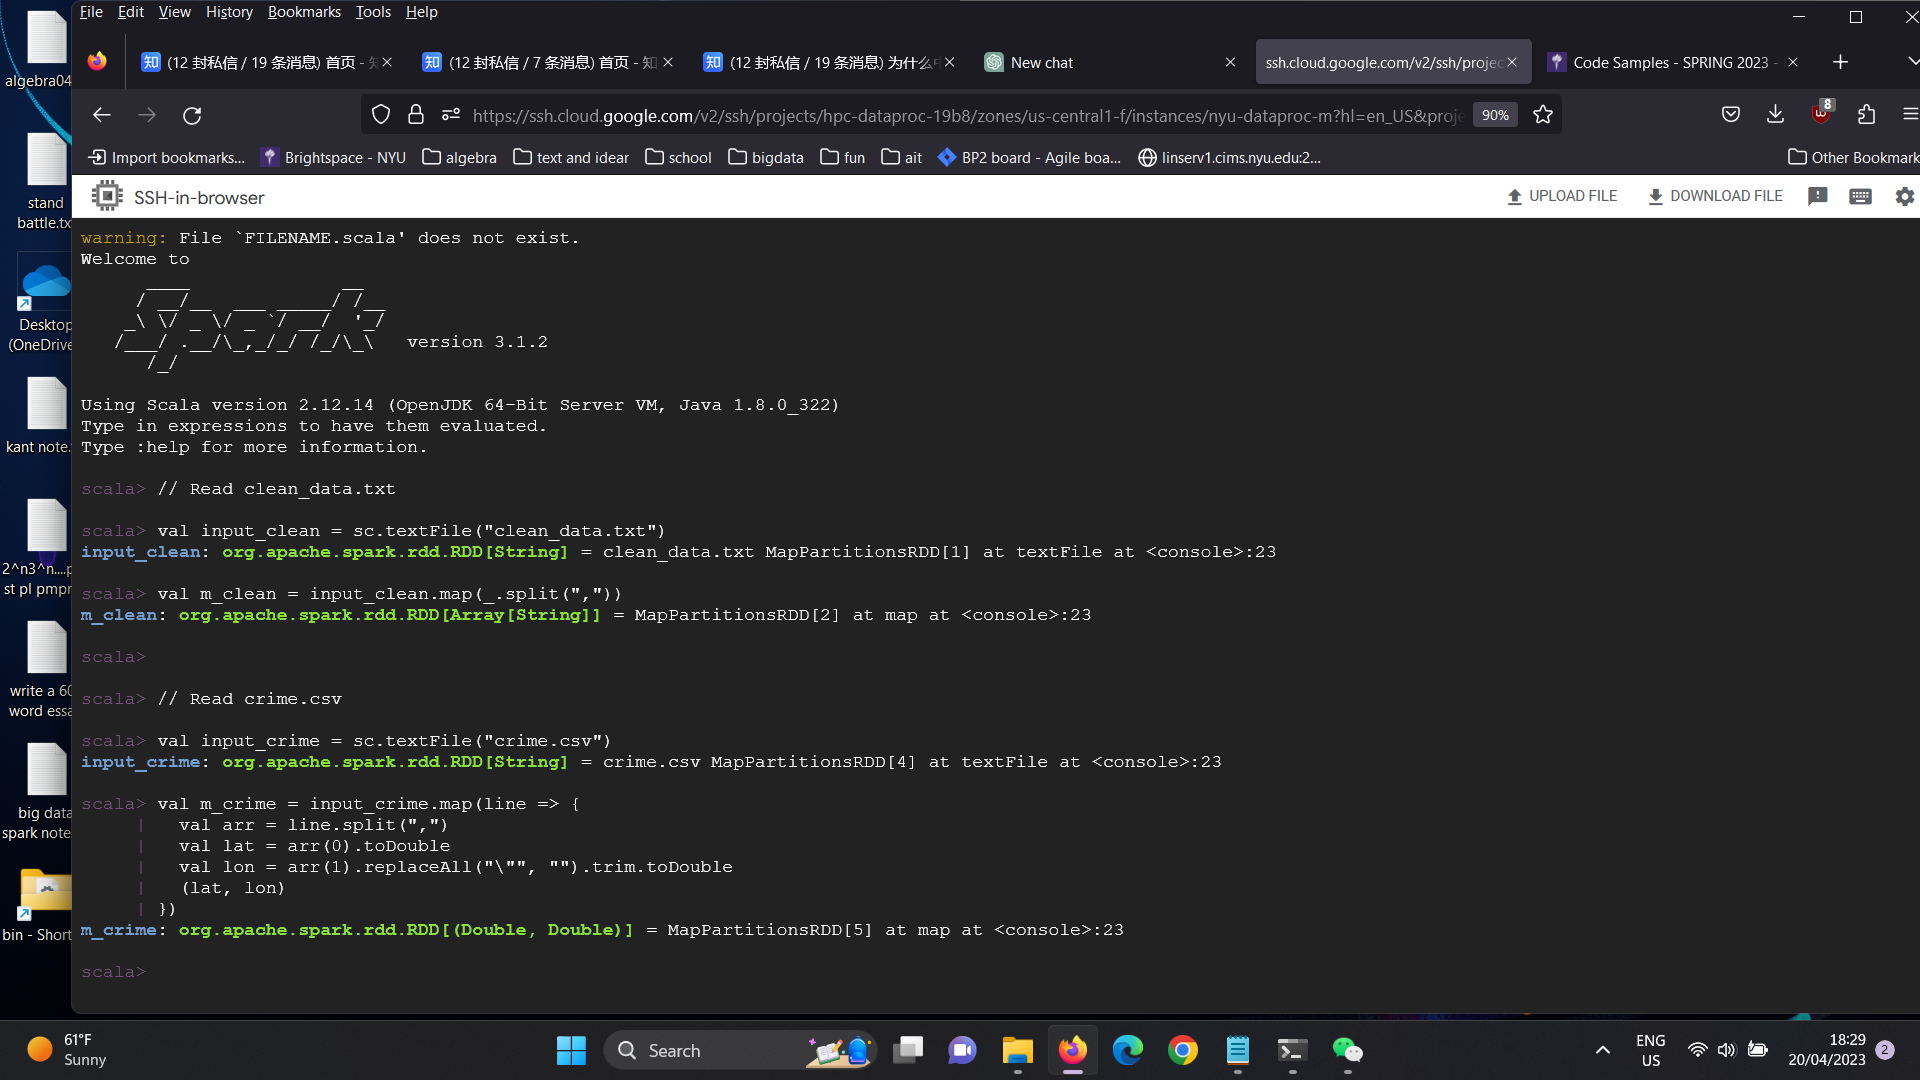 File Edit View History Bookmarks Tools Help
(12 封私信 / 19 条消息) 首页 - 知
(12 封私信 / 7 条消息) 首页 - 知
(12 封私信 / 19 条消息) 为什么
New chat
ssh.cloud.google.com/v2/ssh/projec
Code Samples - SPRING 2023 -
https://ssh.cloud.google.com/v2/ssh/projects/hpc-dataproc-19b8/zones/us-central1-f/instances/nyu-dataproc-m?hl=en_US&proje
90%
8
Import bookmarks...
Brightspace - NYU
algebra
text and idear
school
bigdata
fun
ait
BP2 board - Agile boa...
linserv1.cims.nyu.edu:2...
Other Bookmark
SSH-in-browser
UPLOAD FILE
DOWNLOAD FILE
warning: File `FILENAME.scala' does not exist.
Welcome to
      ____              __
     / __/__  ___ _____/ /__
    _\ \/ _ \/ _ `/ __/  '_/
   /___/ .__/\_,_/_/ /_/\_\   version 3.1.2
      /_/
Using Scala version 2.12.14 (OpenJDK 64-Bit Server VM, Java 1.8.0_322)
Type in expressions to have them evaluated.
Type :help for more information.
scala> // Read clean_data.txt
scala> val input_clean = sc.textFile("clean_data.txt")
input_clean: org.apache.spark.rdd.RDD[String] = clean_data.txt MapPartitionsRDD[1] at textFile at <console>:23
scala> val m_clean = input_clean.map(_.split(","))
m_clean: org.apache.spark.rdd.RDD[Array[String]] = MapPartitionsRDD[2] at map at <console>:23
scala>
scala> // Read crime.csv
scala> val input_crime = sc.textFile("crime.csv")
input_crime: org.apache.spark.rdd.RDD[String] = crime.csv MapPartitionsRDD[4] at textFile at <console>:23
scala> val m_crime = input_crime.map(line => {
     |   val arr = line.split(",")
     |   val lat = arr(0).toDouble
     |   val lon = arr(1).replaceAll("\"", "").trim.toDouble
     |   (lat, lon)
     | })
m_crime: org.apache.spark.rdd.RDD[(Double, Double)] = MapPartitionsRDD[5] at map at <console>:23
scala>
algebra04
stand
battle.tx
Desktop
(OneDrive
kant note.
2^n3^n....p
st pl pmpr
write a 60
word essa
big data
spark note
bin - Short
61°F
Sunny
Search
ENG
US
18:29
20/04/2023
2